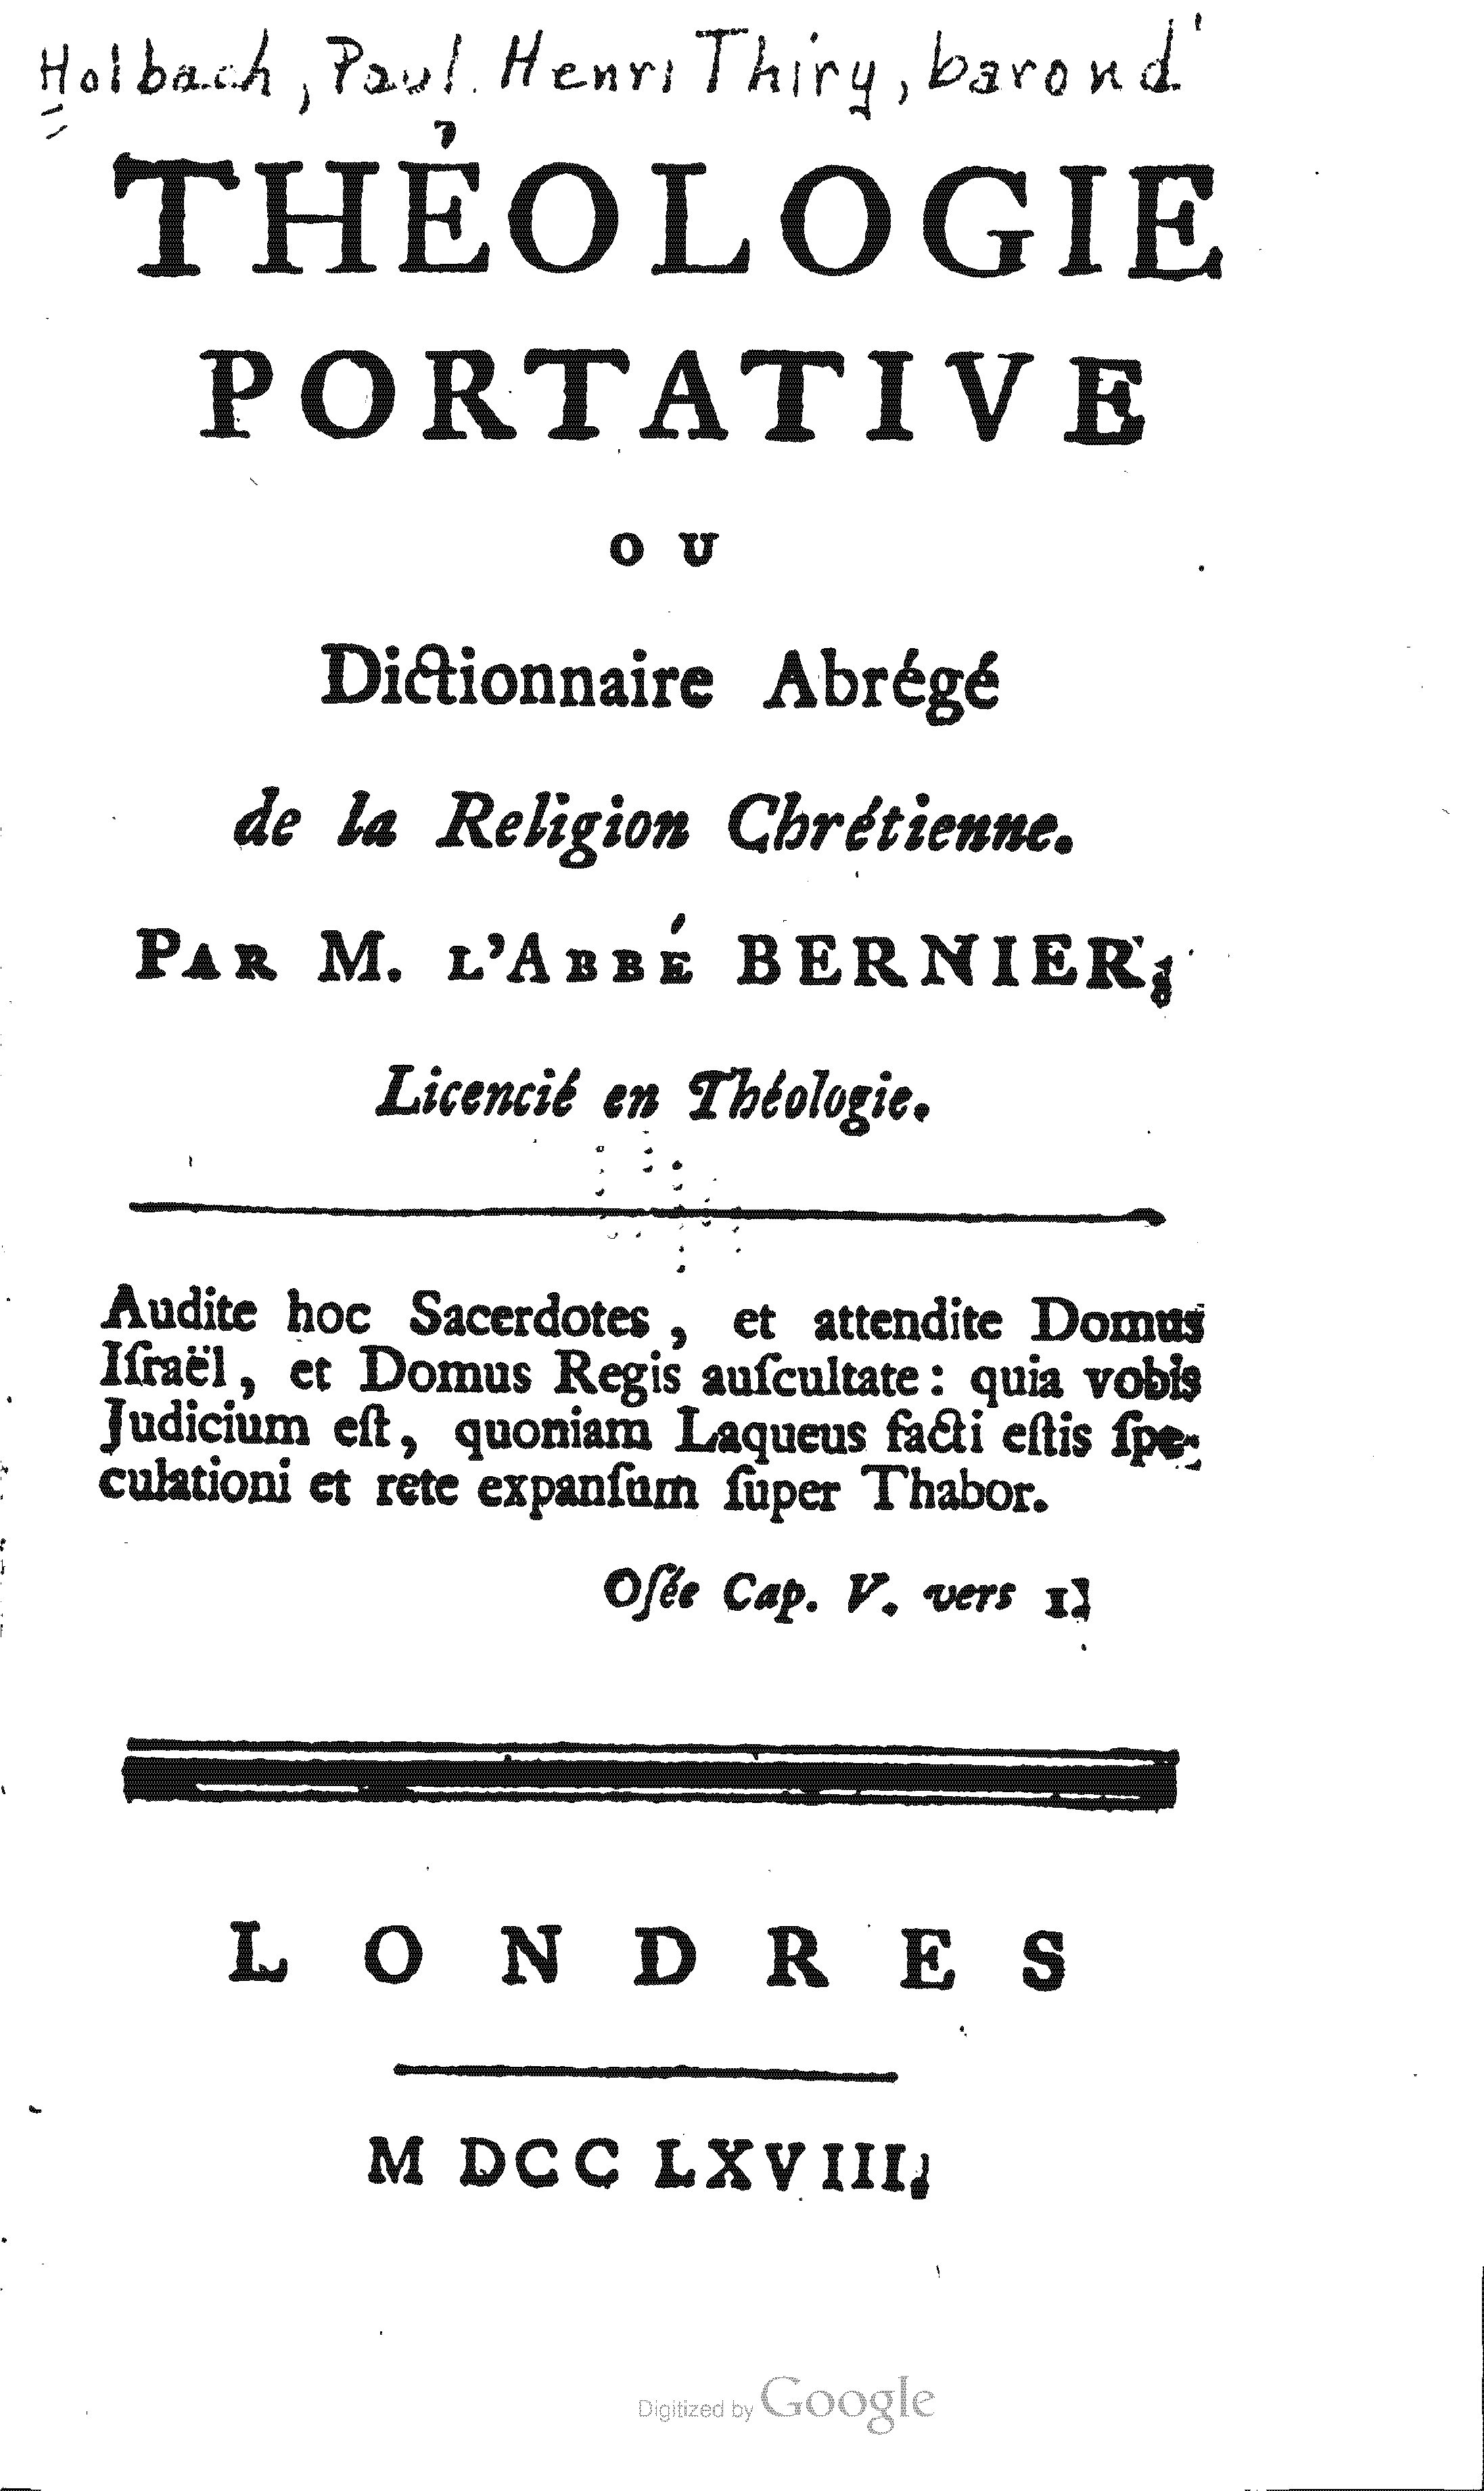 Holbach, Paul Henri Thiry, baron d'
THÉOLOGIE
PORTATIVE
OU
Dictionnaire Abrégé
de la Religion Chrétienne.
PAR M. L'ABBÉ BERNIER,
Licencié en Théologie.
Audite hoc Sacerdotes, et attendite Domus
Iſraël, et Domus Regis auſcultate: quia vobis
Judicium eſt, quoniam Laqueus facti eſtis ſpe-
culationi et rete expanſum ſuper Thabor.
Oſée Cap. V. vers 1.
LONDRES
M DCC LXVIII.
Digitized by Google